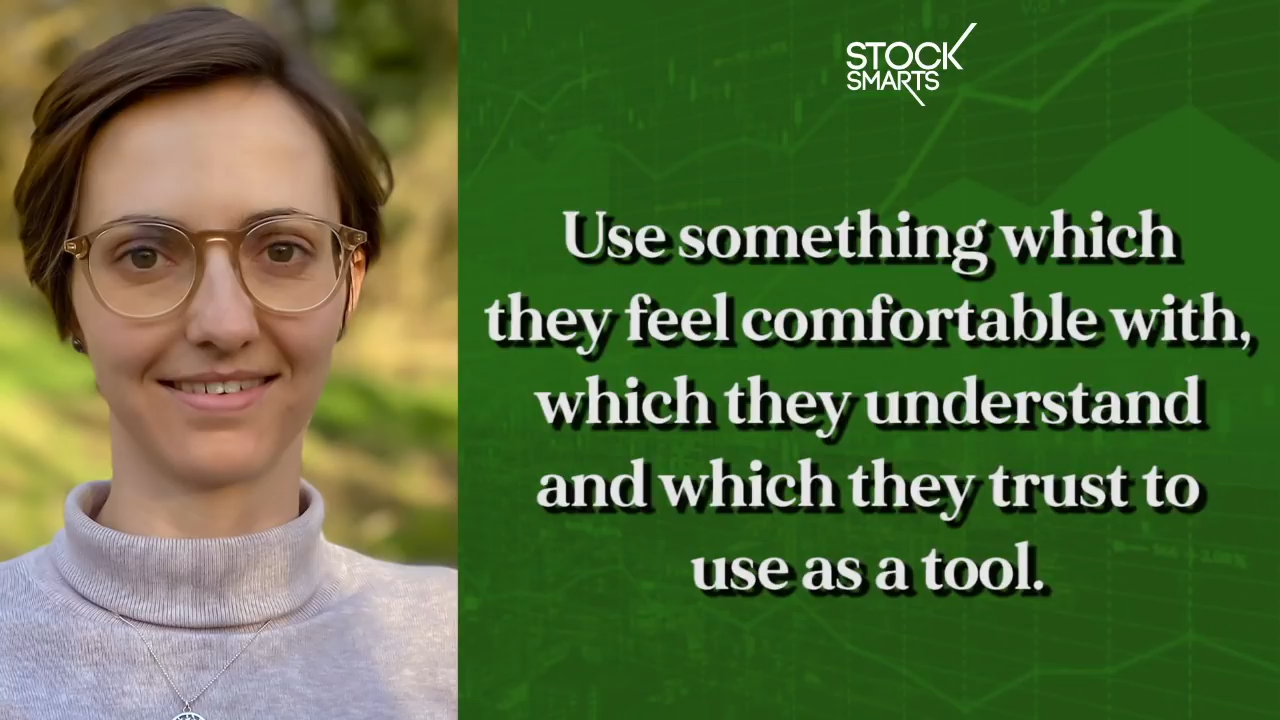 STOCK
SMARTS
Use something which
they feel comfortable with,
which they understand
and which they trust to
use as a tool.